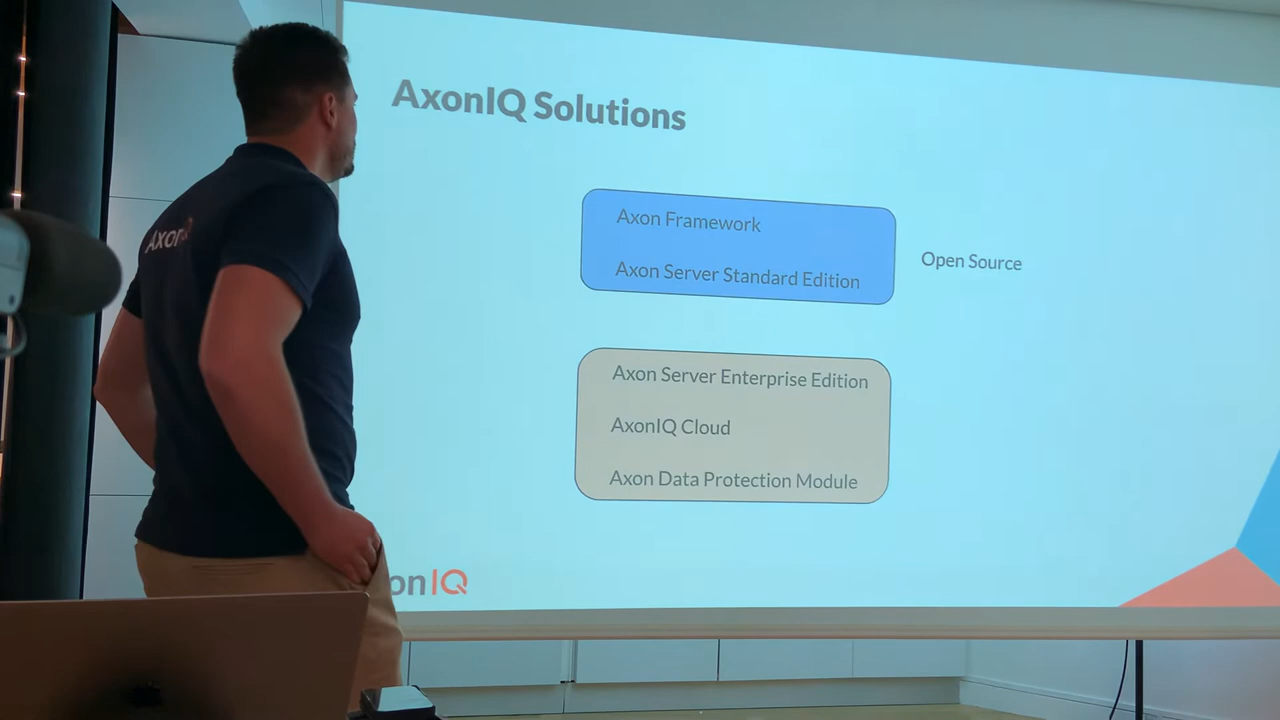 AxonIQ Solutions
Axon Framework
Axon Server Standard Edition
Open Source
Axon Server Enterprise Edition
AxonIQ Cloud
Axon Data Protection Module
AxonIQ
onIQ